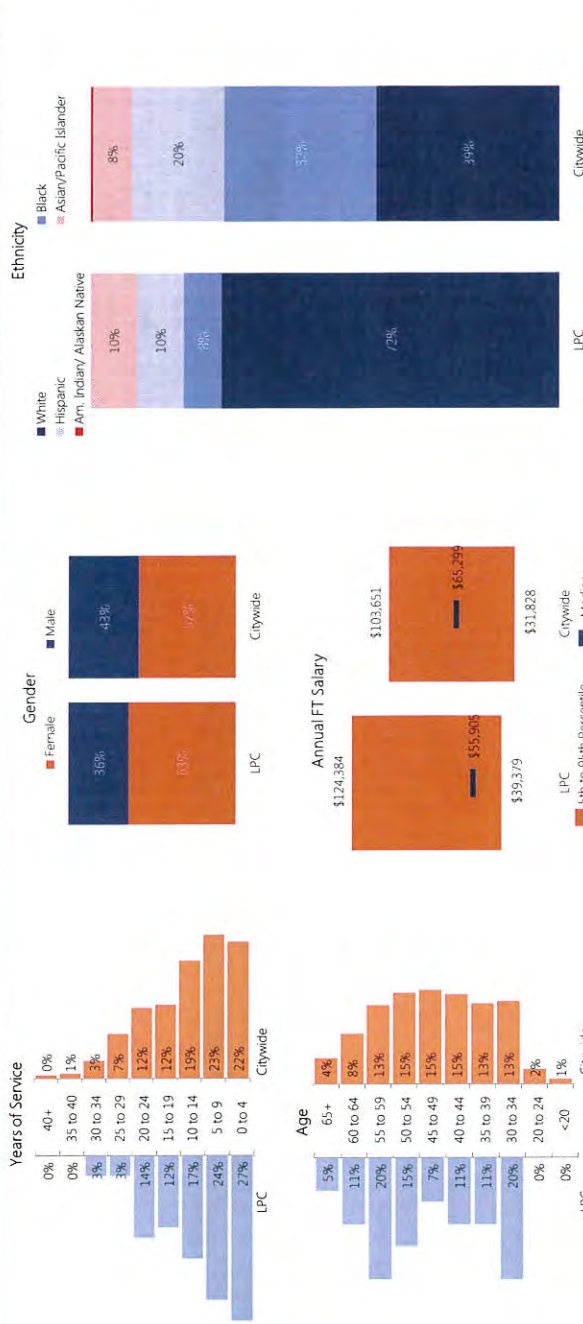 Years of Service
0% 40+ 0%
0% 35 to 40 1%
3% 30 to 34 3%
3% 25 to 29 7%
14% 20 to 24 12%
12% 15 to 19 12%
17% 10 to 14 19%
24% 5 to 9 23%
27% 0 to 4 22%
LPC Citywide
Age
5% 65+ 4%
11% 60 to 64 8%
20% 55 to 59 13%
15% 50 to 54 15%
7% 45 to 49 15%
11% 40 to 44 15%
11% 35 to 39 13%
20% 30 to 34 13%
0% 20 to 24 2%
0% <20 1%
LPC Citywide
Gender
Female Male
36% 43%
63% 57%
LPC Citywide
Annual FT Salary
$124,384 $103,651
$55,905 $65,299
$39,379 $31,828
LPC Citywide
Ethnicity
White Black
Hispanic Asian/Pacific Islander
Am. Indian/ Alaskan Native
10% 8%
10% 20%
8% 32%
72% 39%
LPC Citywide